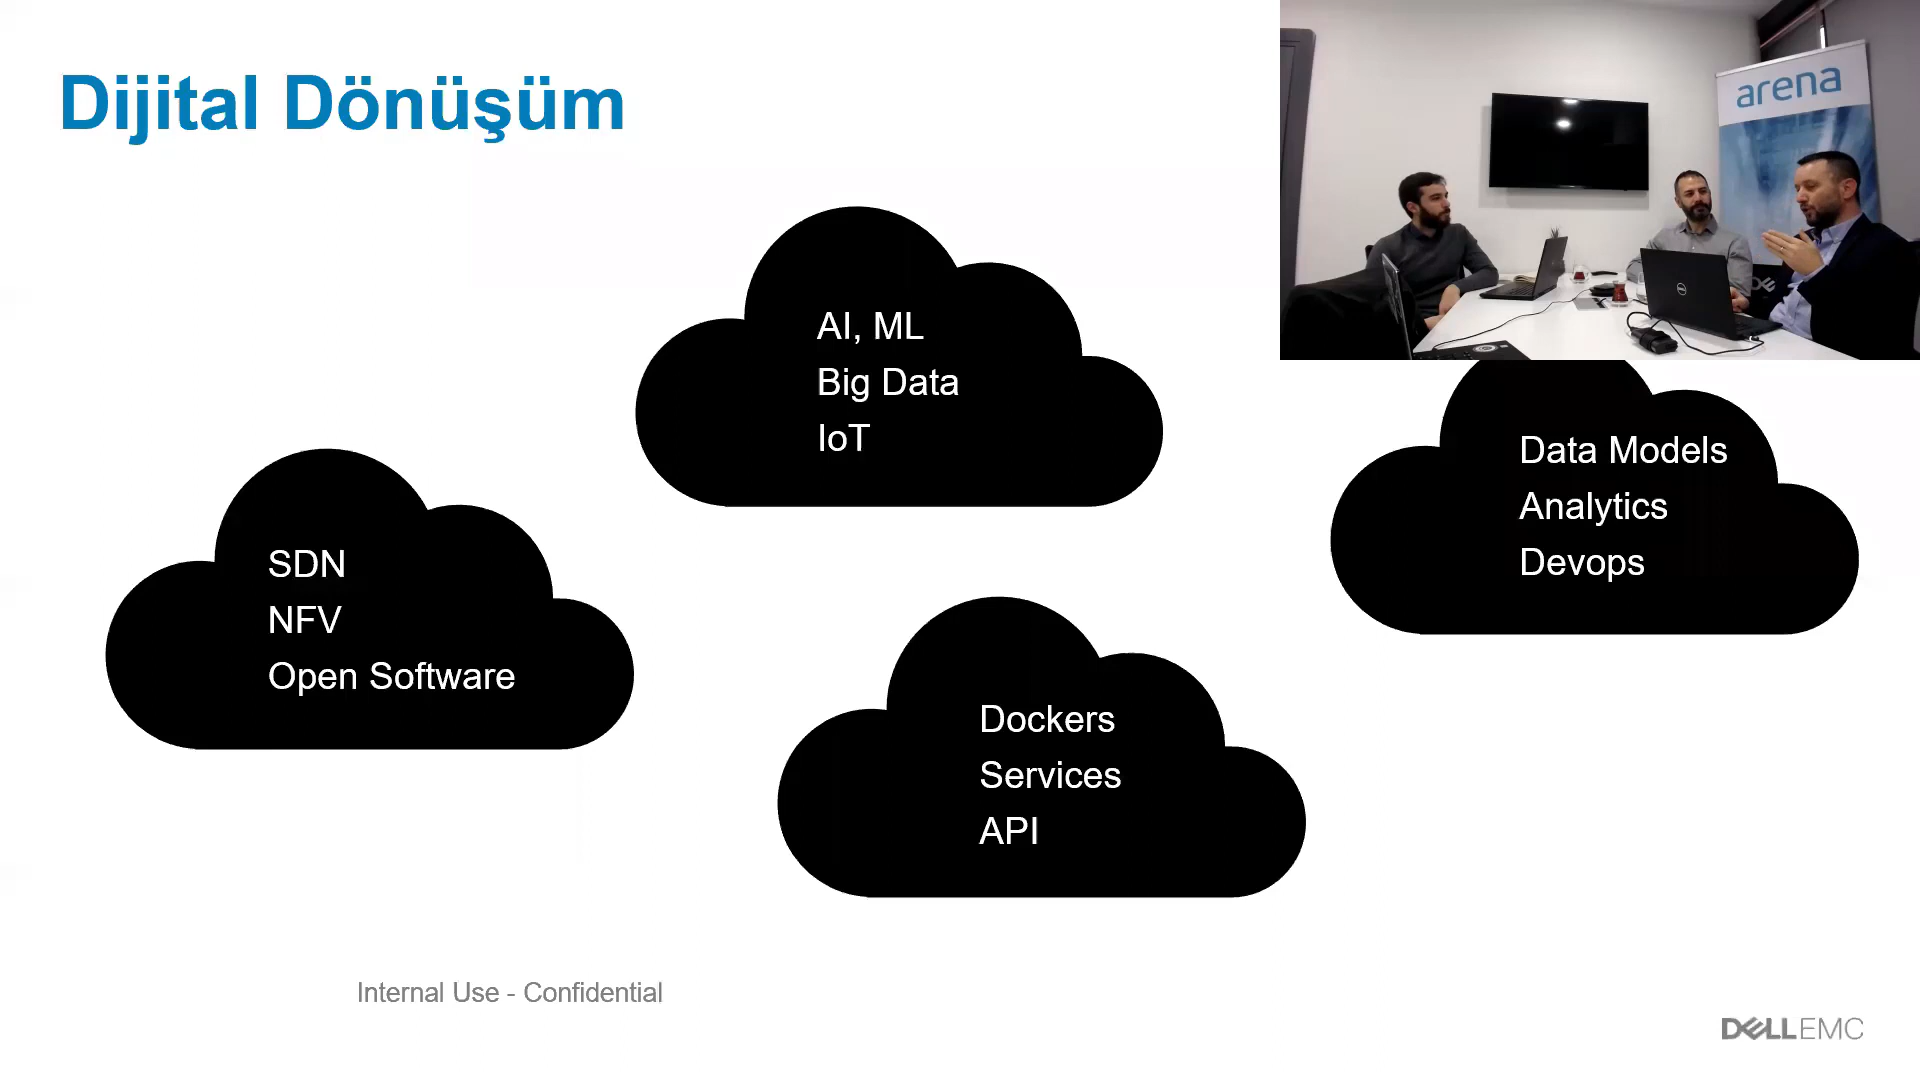 Dijital Dönüşüm
arena
AI, ML
Big Data
IoT
Data Models
Analytics
Devops
SDN
NFV
Open Software
Dockers
Services
API
Internal Use - Confidential
DELLEMC